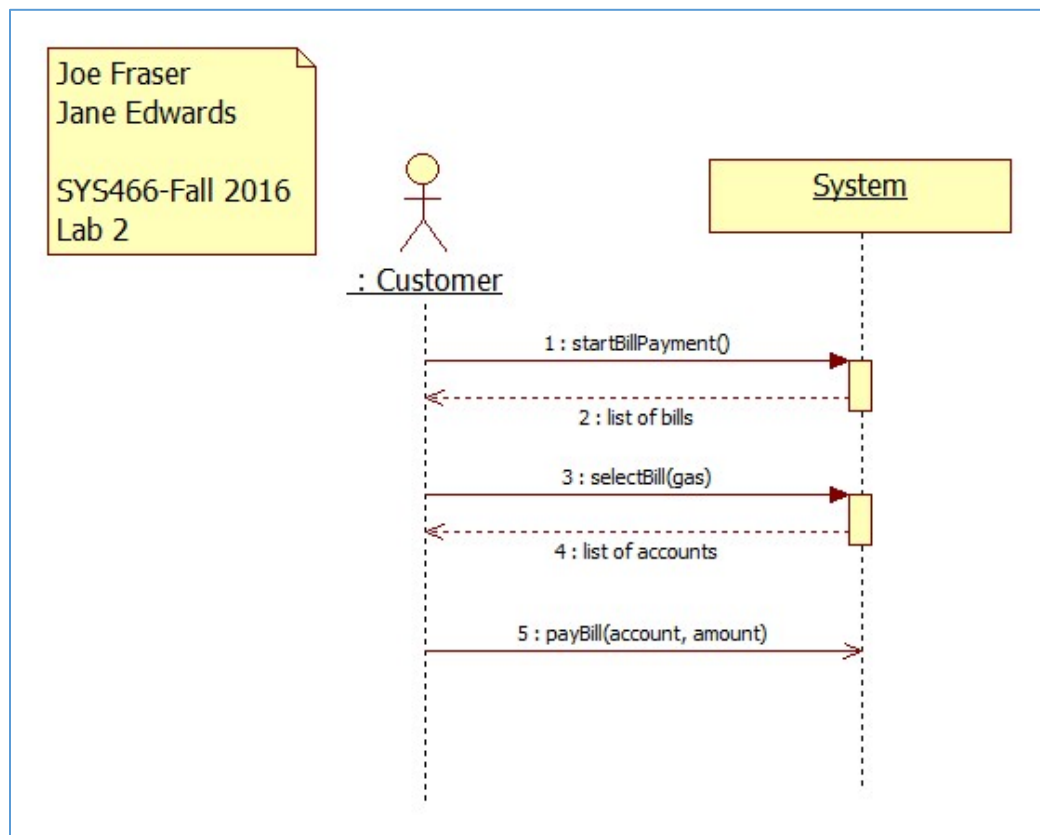 Joe Fraser
Jane Edwards
SYS466-Fall 2016
Lab 2
System
: Customer
1 : startBillPayment()
2 : list of bills
3 : selectBill(gas)
4 : list of accounts
5 : payBill(account, amount)